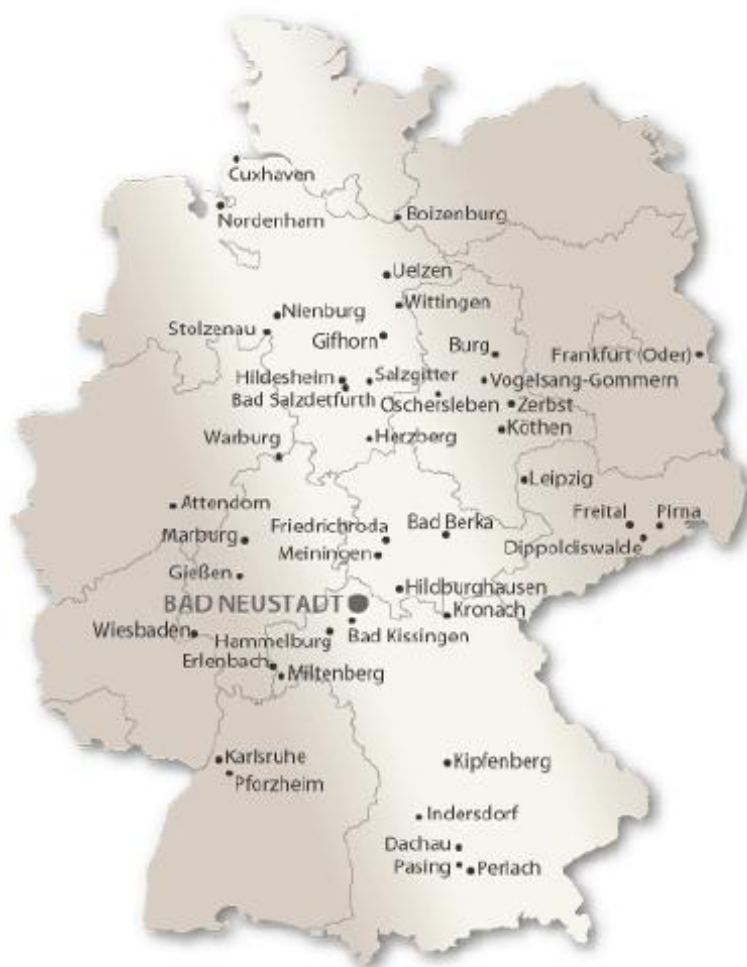 Cuxhaven
Nordenham
Boizenburg
Uelzen
Wittingen
Nienburg
Stolzenau
Gifhorn
Burg
Frankfurt (Oder)
Hildesheim
Salzgitter
Vogelsang-Gommern
Bad Salzdetfurth
Oschersleben
Zerbst
Köthen
Warburg
Herzberg
Leipzig
Attendorn
Freital
Pirna
Marburg
Friedrichroda
Bad Berka
Meiningen
Dippoldiswalde
Gießen
Hildburghausen
BAD NEUSTADT
Kronach
Wiesbaden
Hammelburg
Bad Kissingen
Erlenbach
Miltenberg
Karlsruhe
Kipfenberg
Pforzheim
Indersdorf
Dachau
Pasing
Perlach